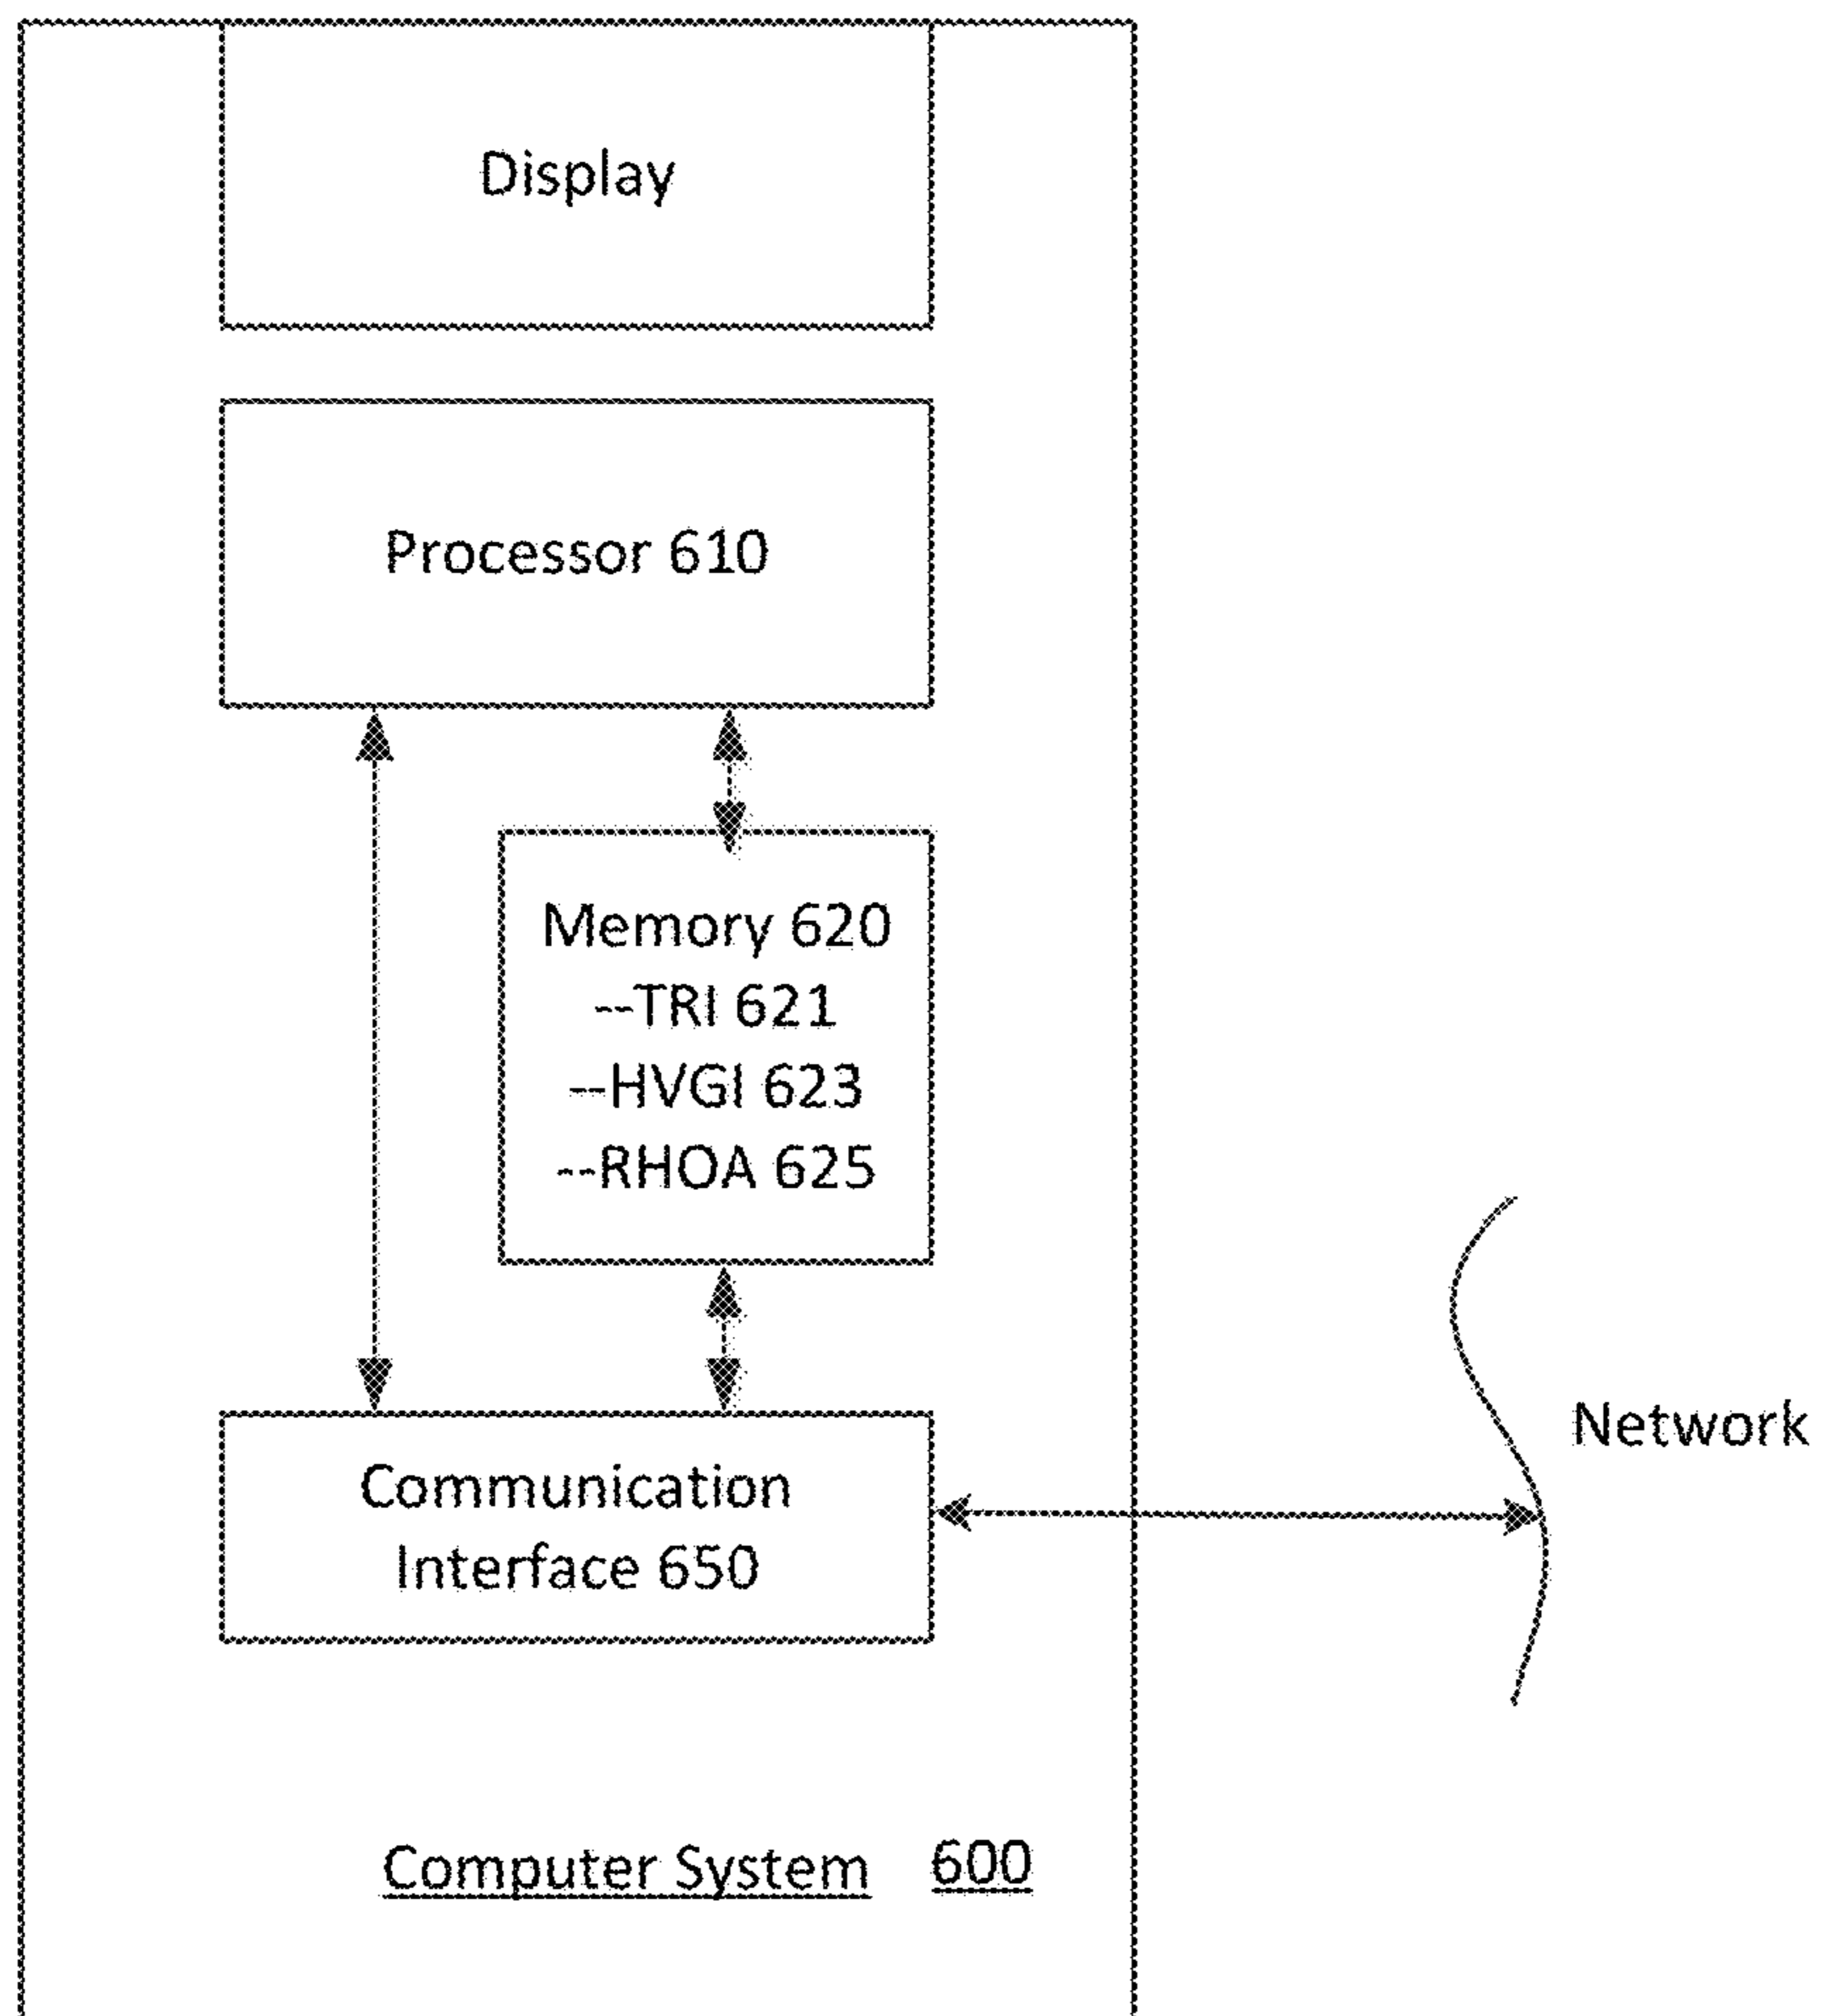 Display
Processor 610
Memory 620
--TRI 621
--HVGI 623
--RHOA 625
Network
Communication
Interface 650
Computer System 600